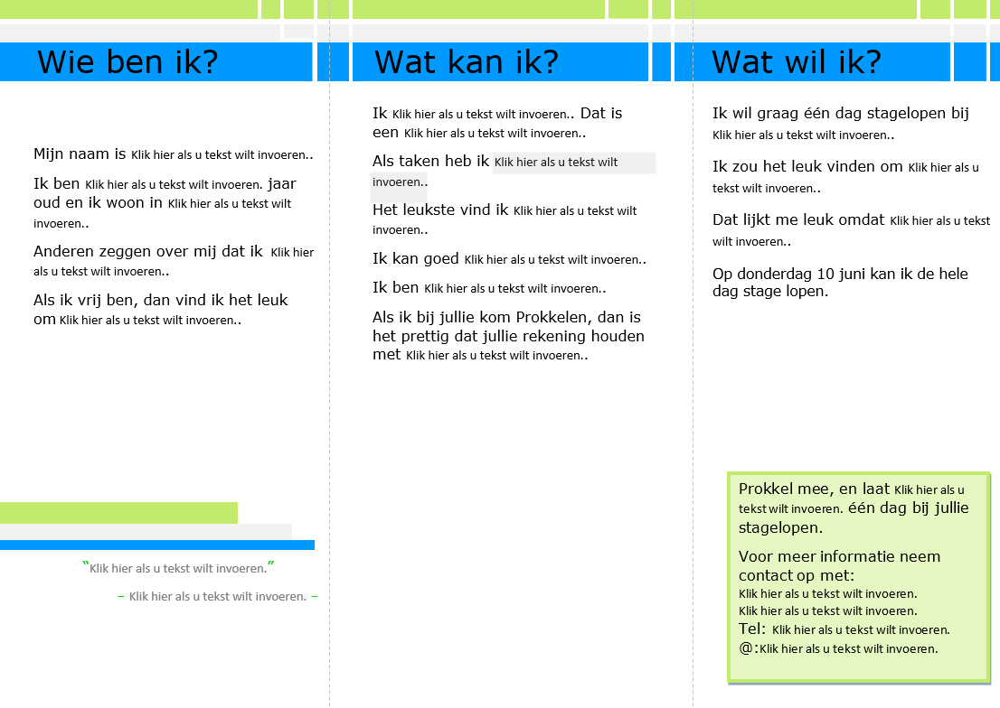 Wie ben ik?
Mijn naam is Klik hier als u tekst wilt invoeren..
Ik ben Klik hier als u tekst wilt invoeren. jaar
oud en ik woon in Klik hier als u tekst wilt
invoeren..
Anderen zeggen over mij dat ik Klik hier
als u tekst wilt invoeren..
Als ik vrij ben, dan vind ik het leuk
om Klik hier als u tekst wilt invoeren..
“Klik hier als u tekst wilt invoeren.”
– Klik hier als u tekst wilt invoeren. –
Wat kan ik?
Ik Klik hier als u tekst wilt invoeren.. Dat is
een Klik hier als u tekst wilt invoeren..
Als taken heb ik Klik hier als u tekst wilt
invoeren..
Het leukste vind ik Klik hier als u tekst wilt
invoeren..
Ik kan goed Klik hier als u tekst wilt invoeren..
Ik ben Klik hier als u tekst wilt invoeren..
Als ik bij jullie kom Prokkelen, dan is
het prettig dat jullie rekening houden
met Klik hier als u tekst wilt invoeren..
Wat wil ik?
Ik wil graag één dag stagelopen bij
Klik hier als u tekst wilt invoeren..
Ik zou het leuk vinden om Klik hier als u
tekst wilt invoeren..
Dat lijkt me leuk omdat Klik hier als u tekst
wilt invoeren..
Op donderdag 10 juni kan ik de hele
dag stage lopen.
Prokkel mee, en laat Klik hier als u
tekst wilt invoeren. één dag bij jullie
stagelopen.
Voor meer informatie neem
contact op met:
Klik hier als u tekst wilt invoeren.
Klik hier als u tekst wilt invoeren.
Tel: Klik hier als u tekst wilt invoeren.
@:Klik hier als u tekst wilt invoeren.